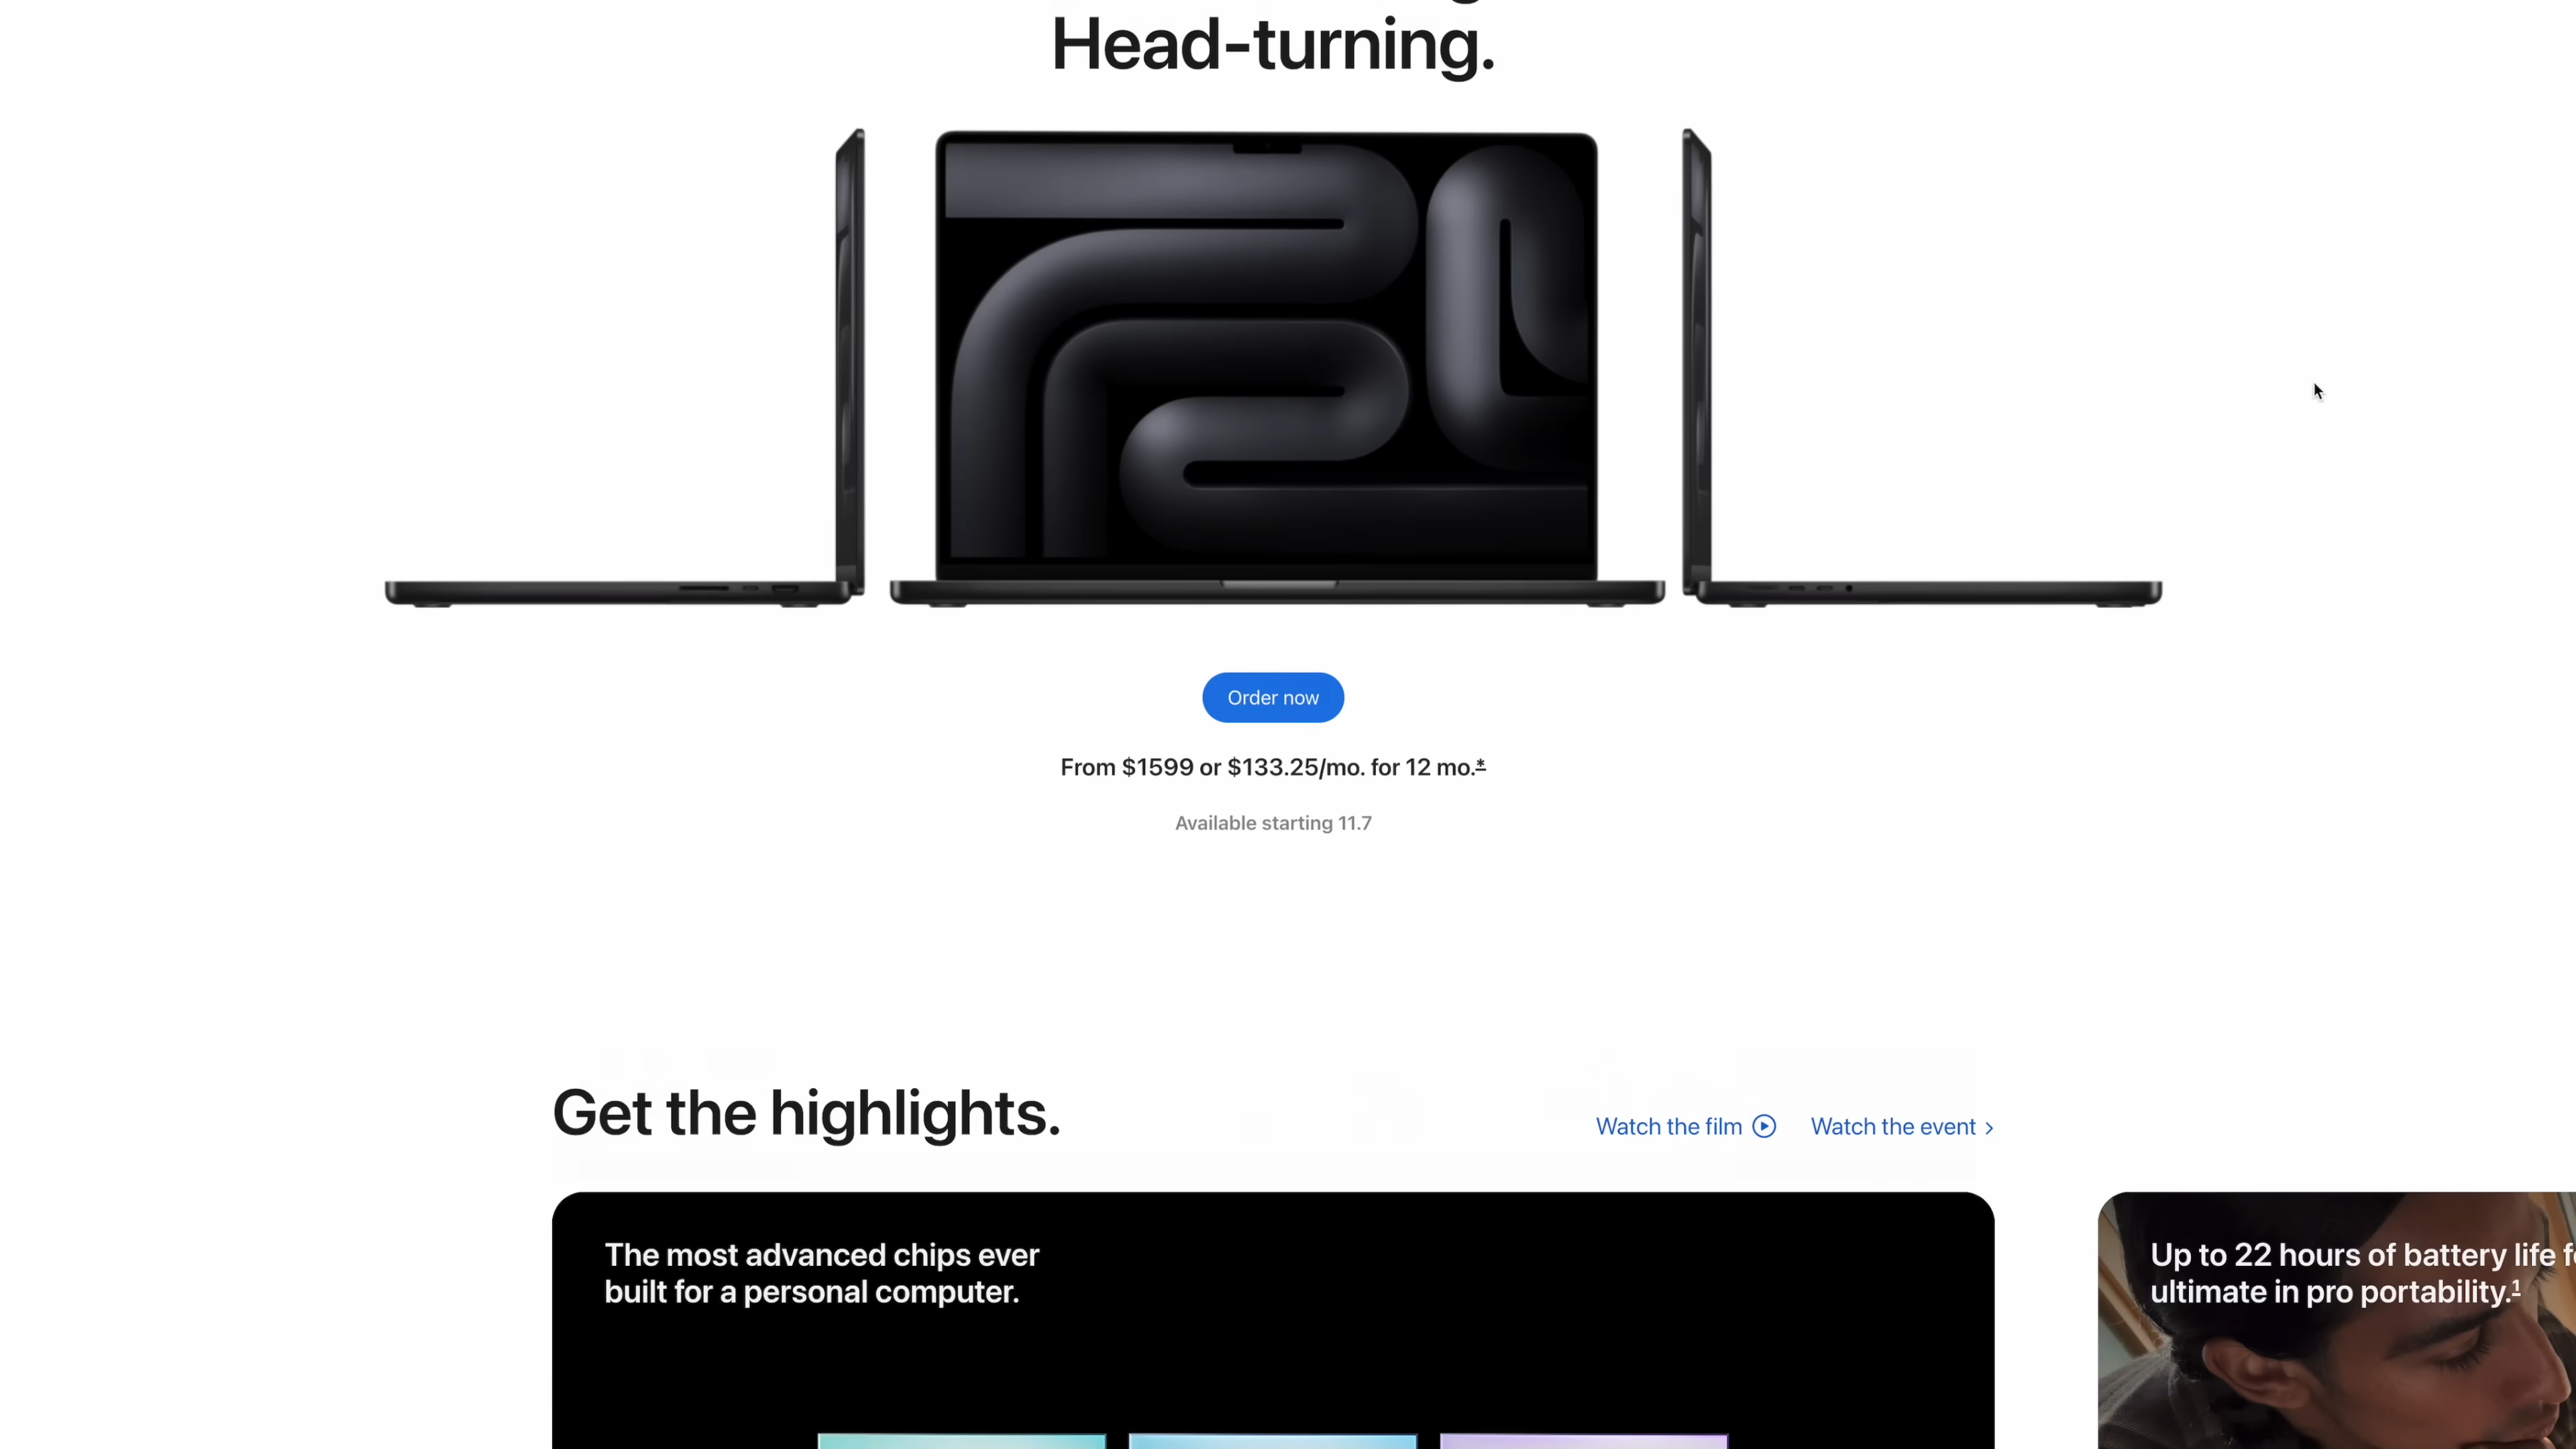 Head-turning.
Order now
From $1599 or $133.25/mo. for 12 mo.*
Available starting 11.7
Get the highlights.
Watch the film
Watch the event
The most advanced chips ever
built for a personal computer.
Up to 22 hours of battery life
ultimate in pro portability.1